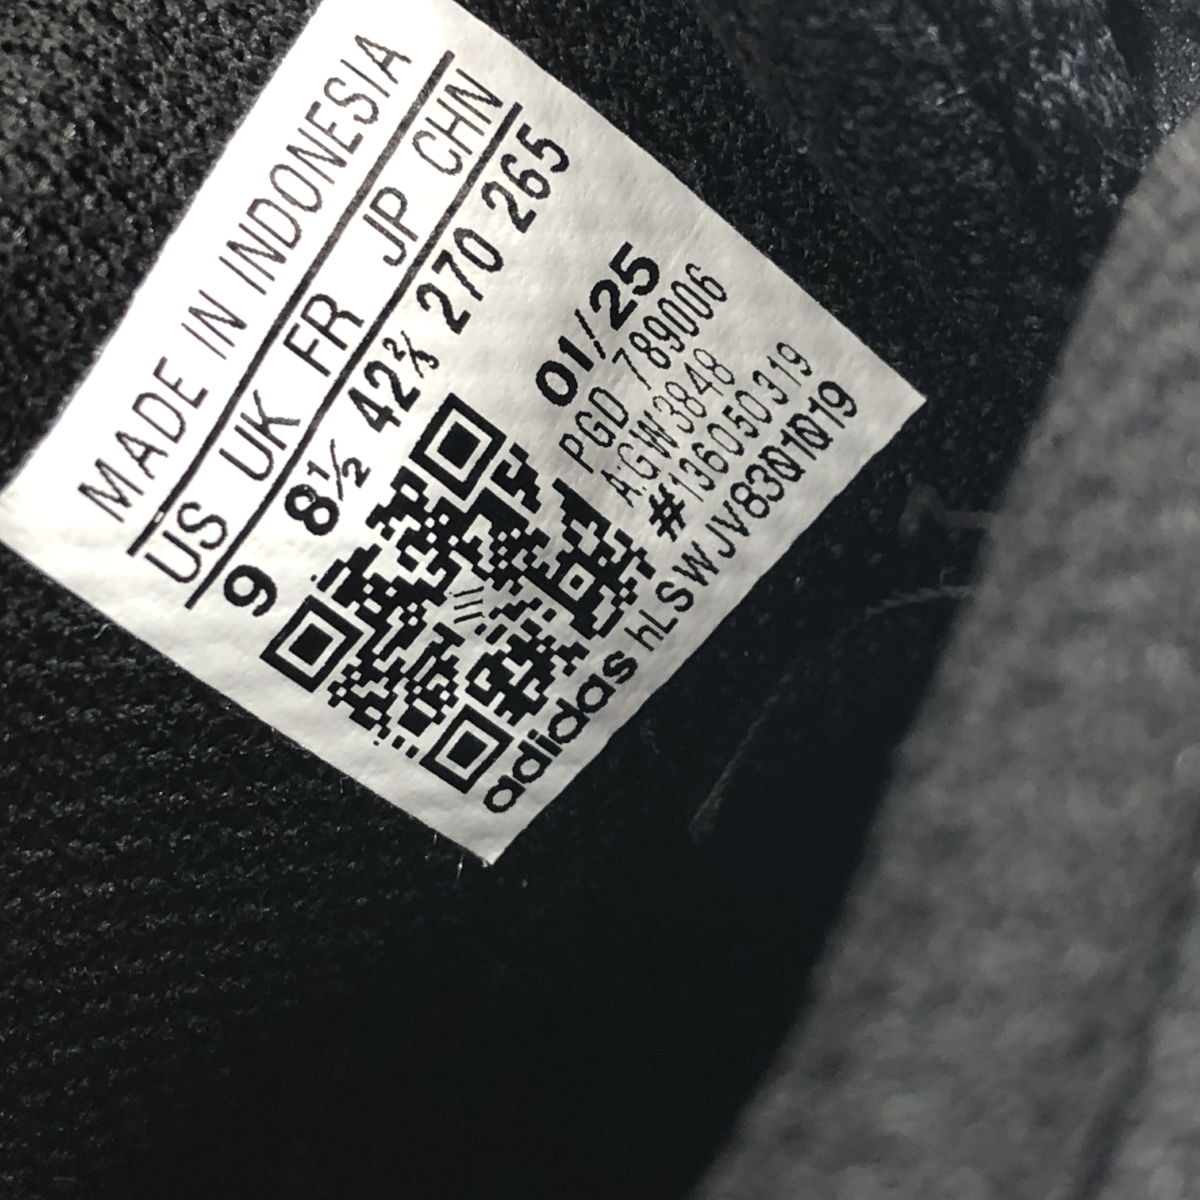 MADE IN INDONESIA
US UK FR JP CHN
9 8½ 42⅔ 270 265
01/25
PGD 789006
A:GW3848
#136050319
adidas hLSWJV8301019